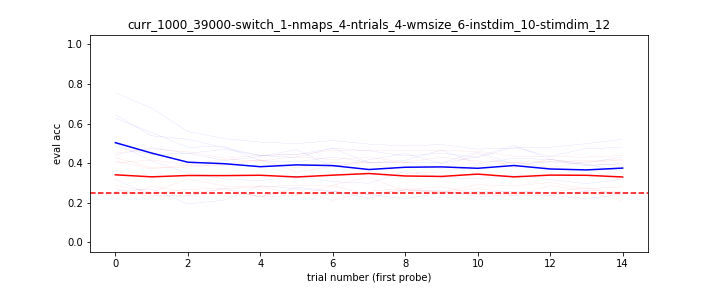 curr_1000_39000-switch_1-nmaps_4-ntrials_4-wmsize_6-instdim_10-stimdim_12
1.0
0.8
0.6
0.4
0.2
0.0
eval acc
0 2 4 6 8 10 12 14
trial number (first probe)